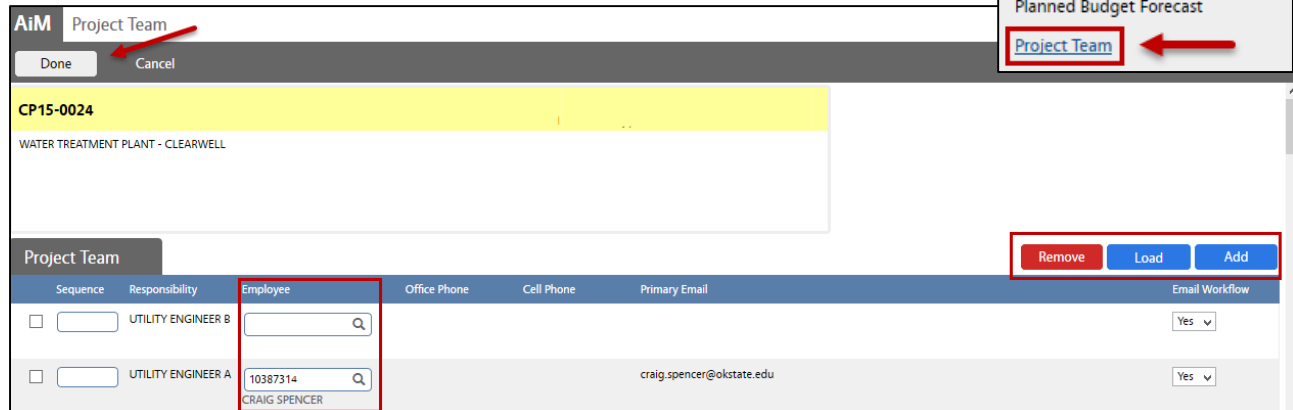 Planned Budget Forecast
AiM Project Team
Project Team
Done Cancel
CP15-0024
WATER TREATMENT PLANT - CLEARWELL
Project Team Remove Load Add
Sequence Responsibility Employee Office Phone Cell Phone Primary Email Email Workflow
UTILITY ENGINEER B Yes
UTILITY ENGINEER A 10387314 craig.spencer@okstate.edu Yes
CRAIG SPENCER